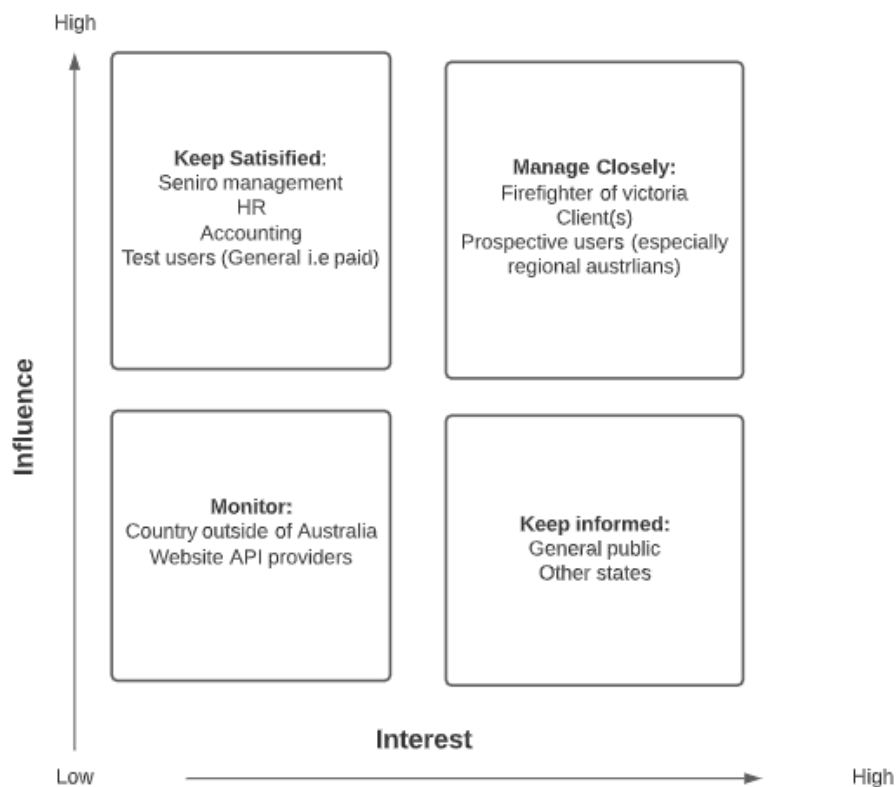 High
Keep Satisified:
Seniro management
HR
Accounting
Test users (General i.e paid)
Manage Closely:
Firefighter of victoria
Client(s)
Prospective users (especially
regional austrlians)
Influence
Monitor:
Country outside of Australia
Website API providers
Keep informed:
General public
Other states
Interest
Low
High